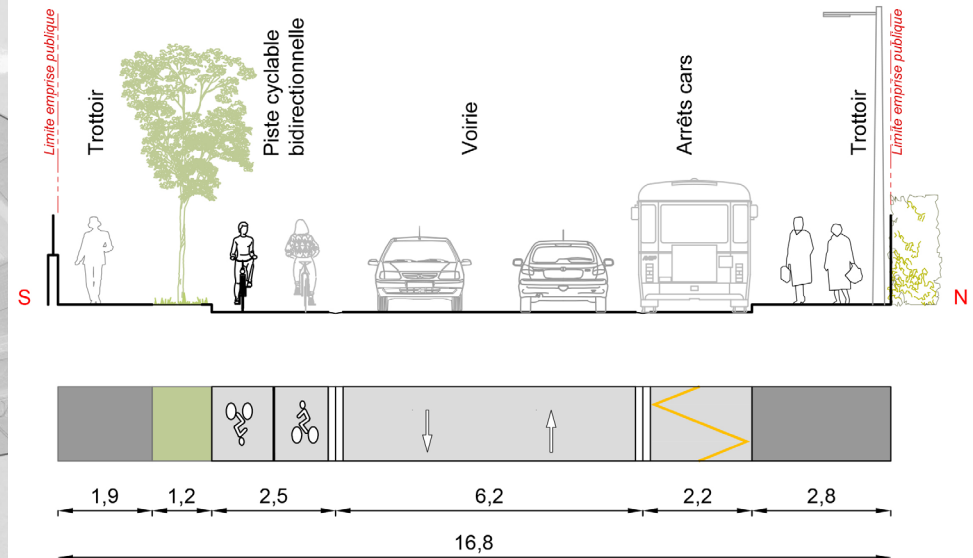 Limite emprise publique
Trottoir
Piste cyclable
bidirectionnelle
Voirie
Arrêts cars
Trottoir
Limite emprise publique
S
N
1,9
1,2
2,5
6,2
2,2
2,8
16,8